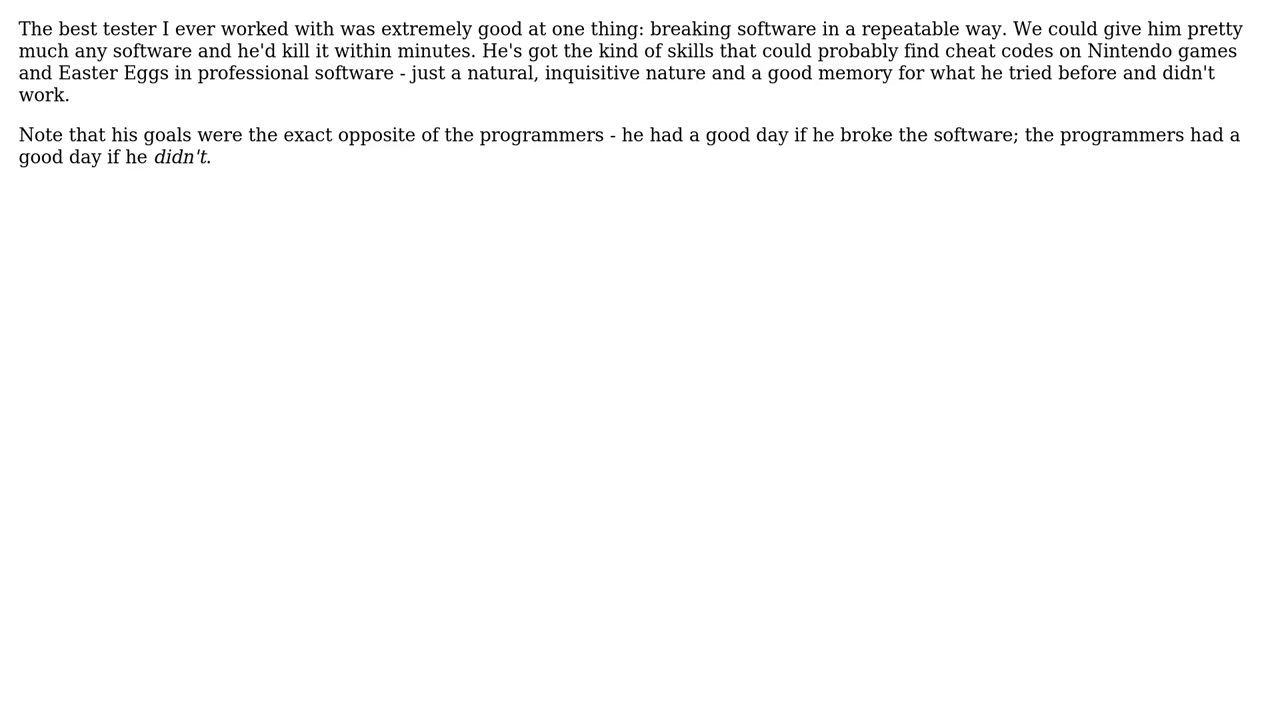 The best tester I ever worked with was extremely good at one thing: breaking software in a repeatable way. We could give him pretty
much any software and he'd kill it within minutes. He's got the kind of skills that could probably find cheat codes on Nintendo games
and Easter Eggs in professional software - just a natural, inquisitive nature and a good memory for what he tried before and didn't
work.
Note that his goals were the exact opposite of the programmers - he had a good day if he broke the software; the programmers had a
good day if he didn't.